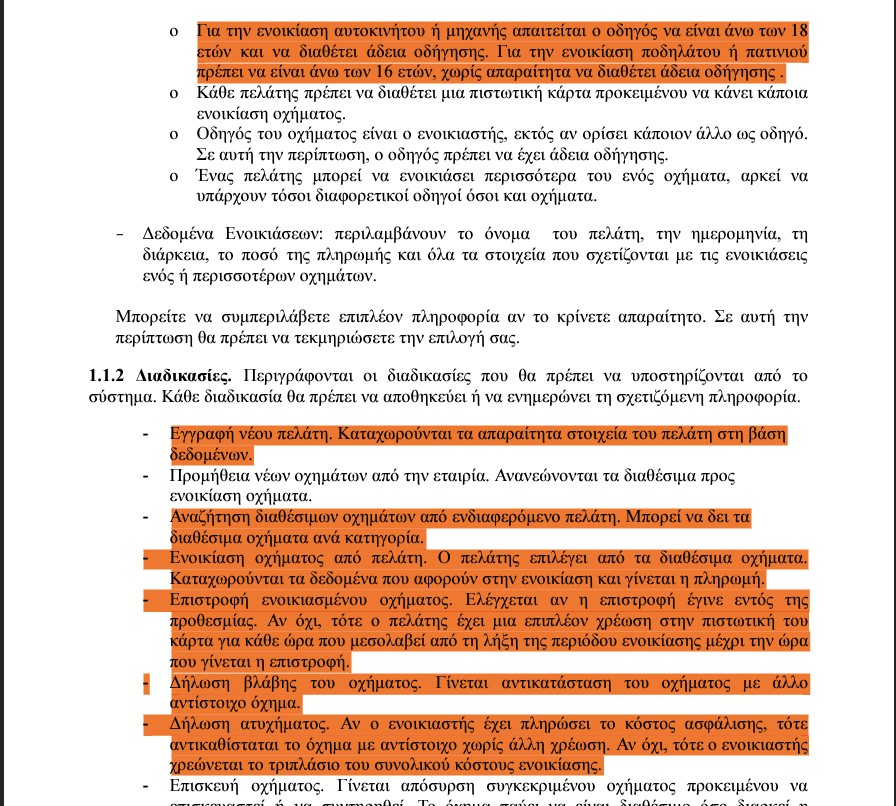 o Για την ενοικίαση αυτοκινήτου ή μηχανής απαιτείται ο οδηγός να είναι άνω των 18
ετών και να διαθέτει άδεια οδήγησης. Για την ενοικίαση ποδηλάτου ή πατινιού
πρέπει να είναι άνω των 16 ετών, χωρίς απαραίτητα να διαθέτει άδεια οδήγησης .
o Κάθε πελάτης πρέπει να διαθέτει μια πιστωτική κάρτα προκειμένου να κάνει κάποια
ενοικίαση οχήματος.
o Οδηγός του οχήματος είναι ο ενοικιαστής, εκτός αν ορίσει κάποιον άλλο ως οδηγό.
Σε αυτή την περίπτωση, ο οδηγός πρέπει να έχει άδεια οδήγησης.
o Ένας πελάτης μπορεί να ενοικιάσει περισσότερα του ενός οχήματα, αρκεί να
υπάρχουν τόσοι διαφορετικοί οδηγοί όσοι και οχήματα.
– Δεδομένα Ενοικιάσεων: περιλαμβάνουν το όνομα του πελάτη, την ημερομηνία, τη
διάρκεια, το ποσό της πληρωμής και όλα τα στοιχεία που σχετίζονται με τις ενοικιάσεις
ενός ή περισσοτέρων οχημάτων.
Μπορείτε να συμπεριλάβετε επιπλέον πληροφορία αν το κρίνετε απαραίτητο. Σε αυτή την
περίπτωση θα πρέπει να τεκμηριώσετε την επιλογή σας.
1.1.2 Διαδικασίες. Περιγράφονται οι διαδικασίες που θα πρέπει να υποστηρίζονται από το
σύστημα. Κάθε διαδικασία θα πρέπει να αποθηκεύει ή να ενημερώνει τη σχετιζόμενη πληροφορία.
- Εγγραφή νέου πελάτη. Καταχωρούνται τα απαραίτητα στοιχεία του πελάτη στη βάση
δεδομένων.
- Προμήθεια νέων οχημάτων από την εταιρία. Ανανεώνονται τα διαθέσιμα προς
ενοικίαση οχήματα.
- Αναζήτηση διαθέσιμων οχημάτων από ενδιαφερόμενο πελάτη. Μπορεί να δει τα
διαθέσιμα οχήματα ανά κατηγορία.
- Ενοικίαση οχήματος από πελάτη. Ο πελάτης επιλέγει από τα διαθέσιμα οχήματα.
Καταχωρούνται τα δεδομένα που αφορούν στην ενοικίαση και γίνεται η πληρωμή.
- Επιστροφή ενοικιασμένου οχήματος. Ελέγχεται αν η επιστροφή έγινε εντός της
προθεσμίας. Αν όχι, τότε ο πελάτης έχει μια επιπλέον χρέωση στην πιστωτική του
κάρτα για κάθε ώρα που μεσολαβεί από τη λήξη της περιόδου ενοικίασης μέχρι την ώρα
που γίνεται η επιστροφή.
- Δήλωση βλάβης του οχήματος. Γίνεται αντικατάσταση του οχήματος με άλλο
αντίστοιχο όχημα.
- Δήλωση ατυχήματος. Αν ο ενοικιαστής έχει πληρώσει το κόστος ασφάλισης, τότε
αντικαθίσταται το όχημα με αντίστοιχο χωρίς άλλη χρέωση. Αν όχι, τότε ο ενοικιαστής
χρεώνεται το τριπλάσιο του συνολικού κόστους ενοικίασης.
- Επισκευή οχήματος. Γίνεται απόσυρση συγκεκριμένου οχήματος προκειμένου να
επισκευαστεί ή να συντηρηθεί. Το όχημα παύει να είναι διαθέσιμο όσο διαρκεί η